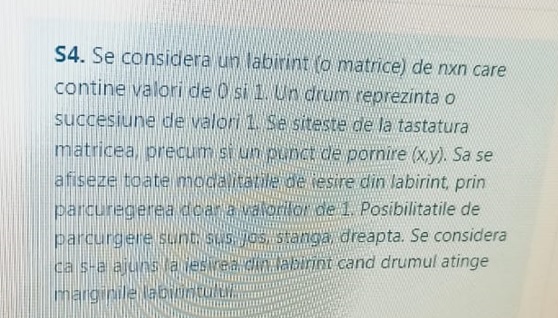 S4. Se considera un labirint (o matrice) de nxn care
contine valori de 0 si 1. Un drum reprezinta o
succesiune de valori 1. Se siteste de la tastatura
matricea, precum si un punct de pornire (x,y). Sa se
afiseze toate modalitatile de iesire din labirint, prin
parcuregerea doar a valorilor de 1. Posibilitatile de
parcurgere sunt: sus, jos, stanga, dreapta. Se considera
ca s-a ajuns la iesirea din labirint cand drumul atinge
marginile labirintului.